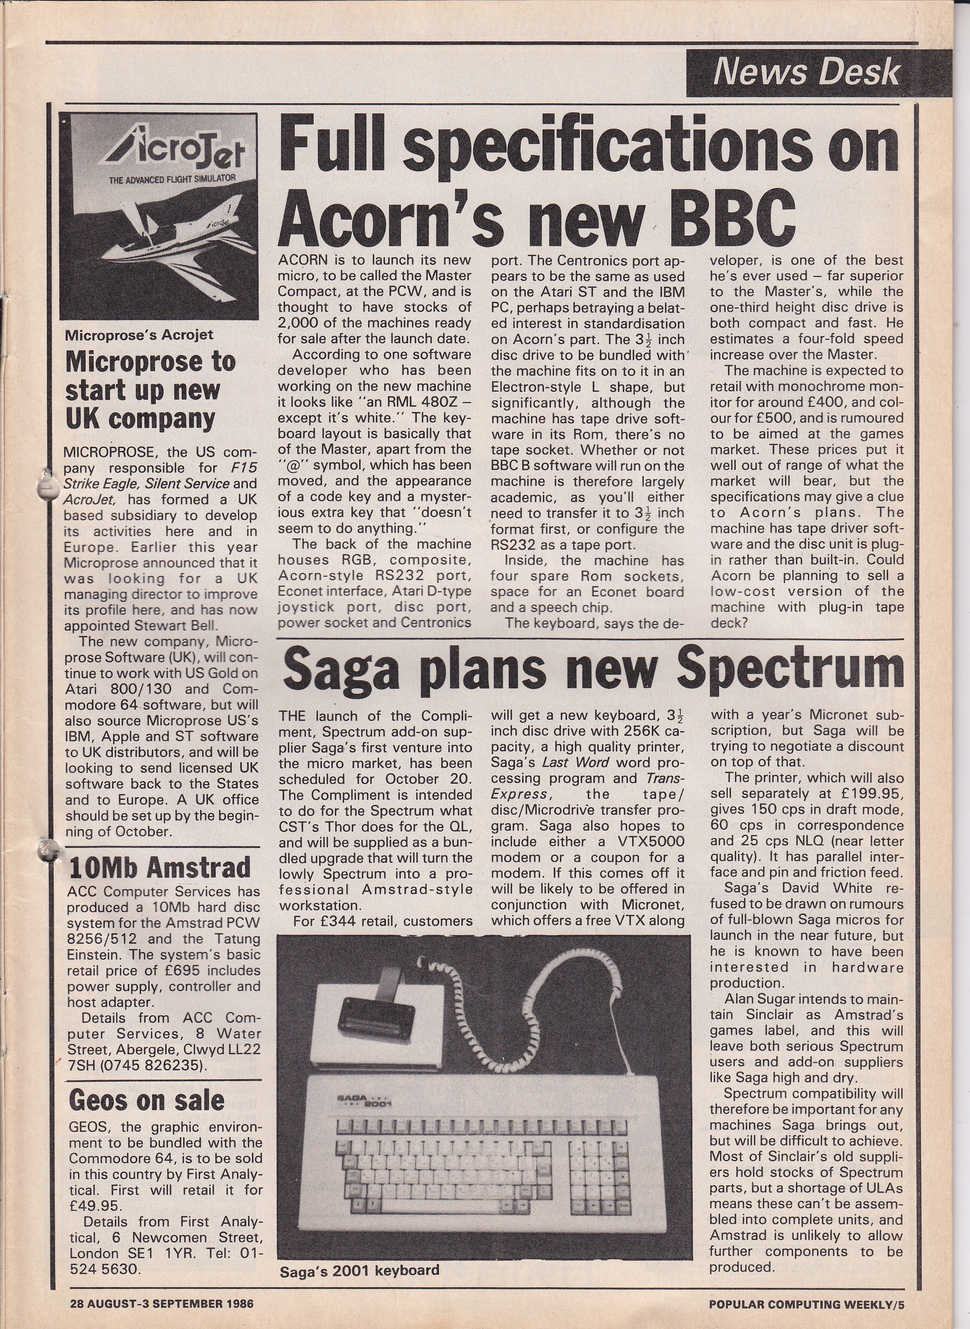 News Desk
AcroJet
THE ADVANCED FLIGHT SIMULATOR
Microprose's Acrojet
Microprose to
start up new
UK company
MICROPROSE, the US com-
pany responsible for F15
Strike Eagle, Silent Service and
AcroJet, has formed a UK
based subsidiary to develop
its activities here and in
Europe. Earlier this year
Microprose announced that it
was looking for a UK
managing director to improve
its profile here, and has now
appointed Stewart Bell.
The new company, Micro-
prose Software (UK), will con-
tinue to work with US Gold on
Atari 800/130 and Com-
modore 64 software, but will
also source Microprose US's
IBM, Apple and ST software
to UK distributors, and will be
looking to send licensed UK
software back to the States
and to Europe. A UK office
should be set up by the begin-
ning of October.
10Mb Amstrad
ACC Computer Services has
produced a 10Mb hard disc
system for the Amstrad PCW
8256/512 and the Tatung
Einstein. The system's basic
retail price of £695 includes
power supply, controller and
host adapter.
Details from ACC Com-
puter Services, 8 Water
Street, Abergele, Clwyd LL22
7SH (0745 826235).
Geos on sale
GEOS, the graphic environ-
ment to be bundled with the
Commodore 64, is to be sold
in this country by First Analy-
tical. First will retail it for
£49.95.
Details from First Analy-
tical, 6 Newcomen Street,
London SE1 1YR. Tel: 01-
524 5630.
Full specifications on
Acorn's new BBC
ACORN is to launch its new
micro, to be called the Master
Compact, at the PCW, and is
thought to have stocks of
2,000 of the machines ready
for sale after the launch date.
According to one software
developer who has been
working on the new machine
it looks like "an RML 480Z –
except it's white." The key-
board layout is basically that
of the Master, apart from the
"@" symbol, which has been
moved, and the appearance
of a code key and a myster-
ious extra key that "doesn't
seem to do anything."
The back of the machine
houses RGB, composite,
Acorn-style RS232 port,
Econet interface, Atari D-type
joystick port, disc port,
power socket and Centronics
port. The Centronics port ap-
pears to be the same as used
on the Atari ST and the IBM
PC, perhaps betraying a belat-
ed interest in standardisation
on Acorn's part. The 3½ inch
disc drive to be bundled with
the machine fits on to it in an
Electron-style L shape, but
significantly, although the
machine has tape drive soft-
ware in its Rom, there's no
tape socket. Whether or not
BBC B software will run on the
machine is therefore largely
academic, as you'll either
need to transfer it to 3½ inch
format first, or configure the
RS232 as a tape port.
Inside, the machine has
four spare Rom sockets,
space for an Econet board
and a speech chip.
The keyboard, says the de-
veloper, is one of the best
he's ever used – far superior
to the Master's, while the
one-third height disc drive is
both compact and fast. He
estimates a four-fold speed
increase over the Master.
The machine is expected to
retail with monochrome mon-
itor for around £400, and col-
our for £500, and is rumoured
to be aimed at the games
market. These prices put it
well out of range of what the
market will bear, but the
specifications may give a clue
to Acorn's plans. The
machine has tape driver soft-
ware and the disc unit is plug-
in rather than built-in. Could
Acorn be planning to sell a
low-cost version of the
machine with plug-in tape
deck?
Saga plans new Spectrum
THE launch of the Compli-
ment, Spectrum add-on sup-
plier Saga's first venture into
the micro market, has been
scheduled for October 20.
The Compliment is intended
to do for the Spectrum what
CST's Thor does for the QL,
and will be supplied as a bun-
dled upgrade that will turn the
lowly Spectrum into a pro-
fessional Amstrad-style
workstation.
For £344 retail, customers
will get a new keyboard, 3½
inch disc drive with 256K ca-
pacity, a high quality printer,
Saga's Last Word word pro-
cessing program and Trans-
Express, the tape/
disc/Microdrive transfer pro-
gram. Saga also hopes to
include either a VTX5000
modem or a coupon for a
modem. If this comes off it
will be likely to be offered in
conjunction with Micronet,
which offers a free VTX along
with a year's Micronet sub-
scription, but Saga will be
trying to negotiate a discount
on top of that.
The printer, which will also
sell separately at £199.95,
gives 150 cps in draft mode,
60 cps in correspondence
and 25 cps NLQ (near letter
quality). It has parallel inter-
face and pin and friction feed.
Saga's David White re-
fused to be drawn on rumours
of full-blown Saga micros for
launch in the near future, but
he is known to have been
interested in hardware
production.
Alan Sugar intends to main-
tain Sinclair as Amstrad's
games label, and this will
leave both serious Spectrum
users and add-on suppliers
like Saga high and dry.
Spectrum compatibility will
therefore be important for any
machines Saga brings out,
but will be difficult to achieve.
Most of Sinclair's old suppli-
ers hold stocks of Spectrum
parts, but a shortage of ULAs
means these can't be assem-
bled into complete units, and
Amstrad is unlikely to allow
further components to be
produced.
SAGA
2001
Saga's 2001 keyboard
28 AUGUST-3 SEPTEMBER 1986
POPULAR COMPUTING WEEKLY/5